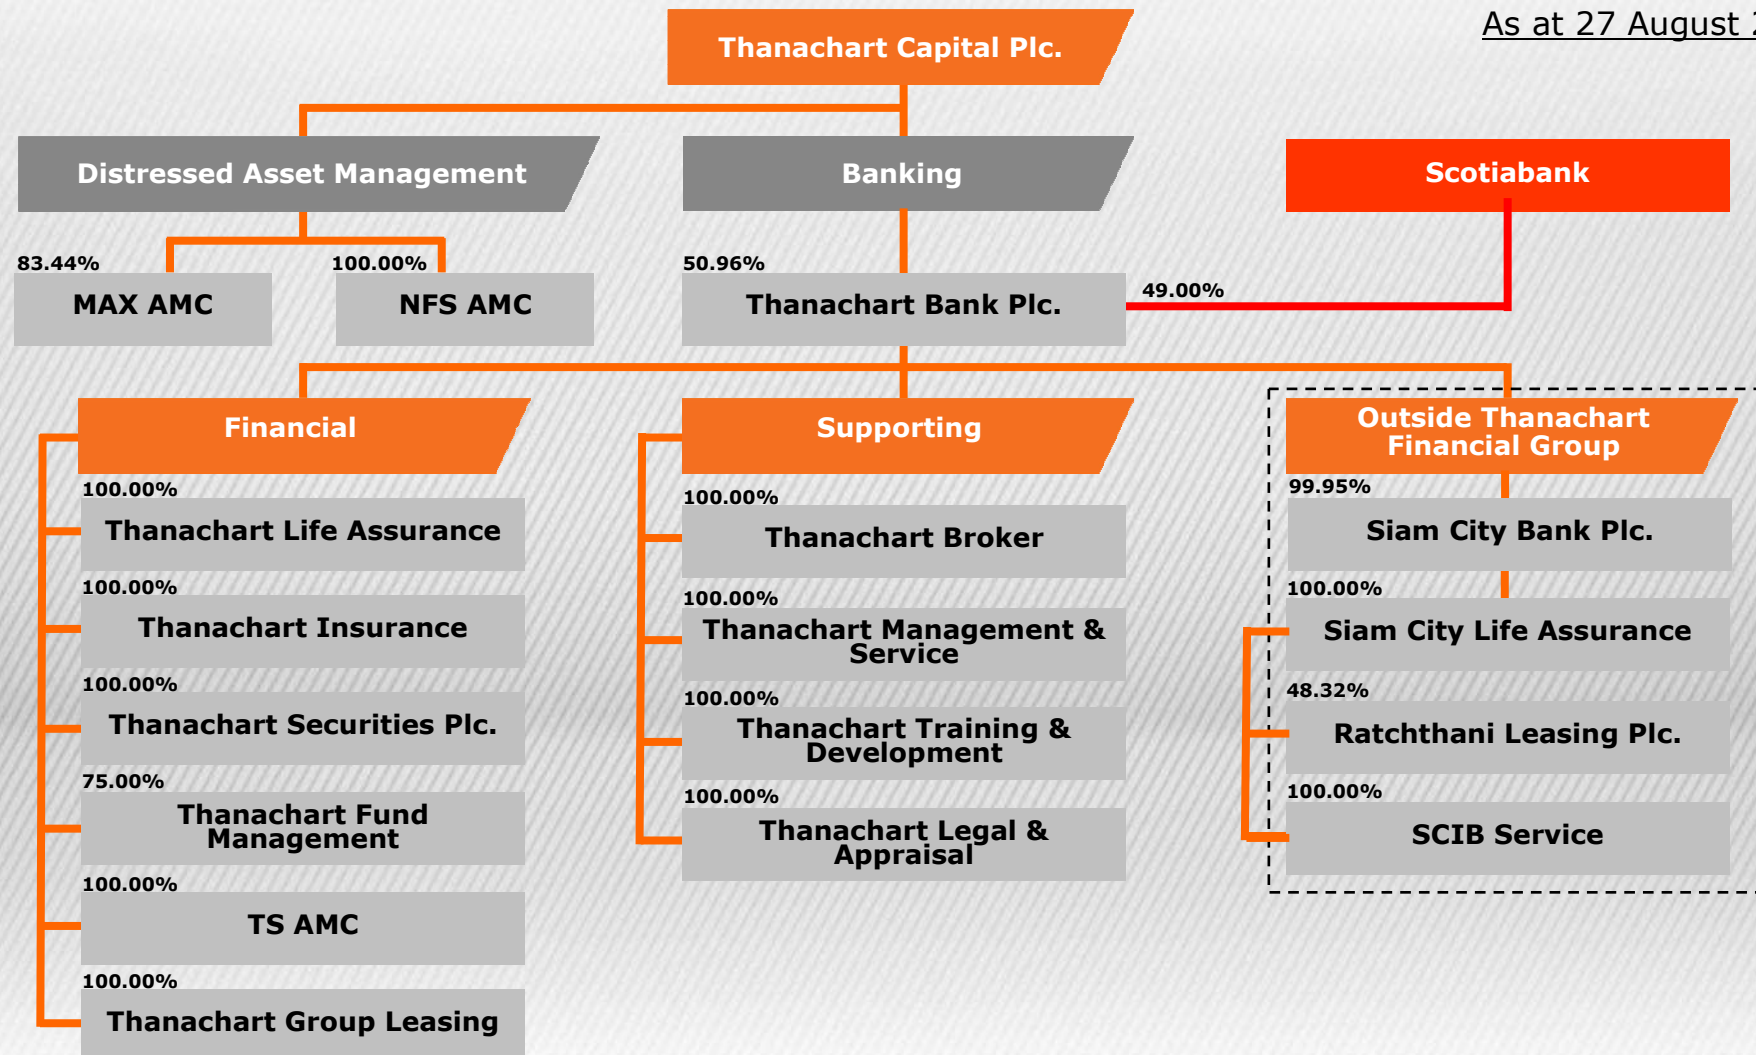 As at 27 August
Thanachart Capital Plc.
Distressed Asset Management
Banking
Scotiabank
83.44%
100.00%
50.96%
49.00%
MAX AMC
NFS AMC
Thanachart Bank Plc.
Financial
Supporting
Outside Thanachart
Financial Group
100.00%
Thanachart Life Assurance
100.00%
Thanachart Insurance
100.00%
Thanachart Securities Plc.
75.00%
Thanachart Fund
Management
100.00%
TS AMC
100.00%
Thanachart Group Leasing
100.00%
Thanachart Broker
100.00%
Thanachart Management &
Service
100.00%
Thanachart Training &
Development
100.00%
Thanachart Legal &
Appraisal
99.95%
Siam City Bank Plc.
100.00%
Siam City Life Assurance
48.32%
Ratchthani Leasing Plc.
100.00%
SCIB Service